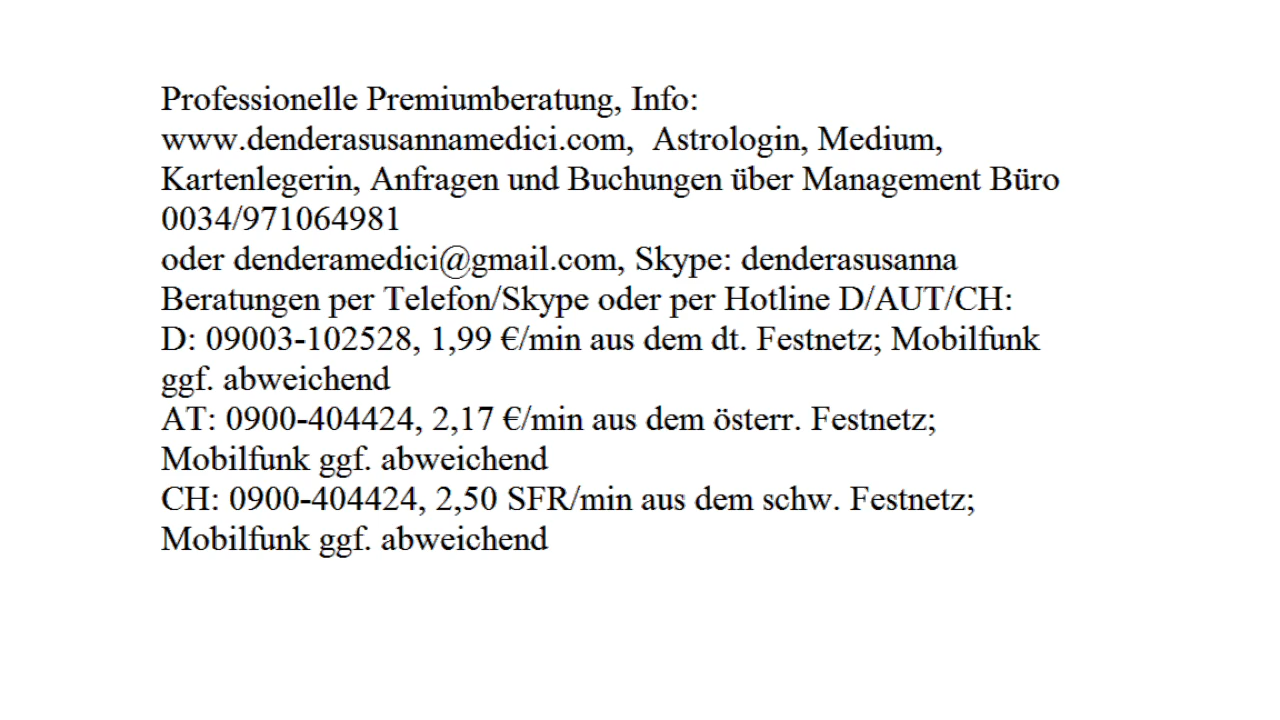 Professionelle Premiumberatung, Info:
www.denderasusannamedici.com,  Astrologin, Medium,
Kartenlegerin, Anfragen und Buchungen über Management Büro
0034/971064981
oder denderamedici@gmail.com, Skype: denderasusanna
Beratungen per Telefon/Skype oder per Hotline D/AUT/CH:
D: 09003-102528, 1,99 €/min aus dem dt. Festnetz; Mobilfunk
ggf. abweichend
AT: 0900-404424, 2,17 €/min aus dem österr. Festnetz;
Mobilfunk ggf. abweichend
CH: 0900-404424, 2,50 SFR/min aus dem schw. Festnetz;
Mobilfunk ggf. abweichend